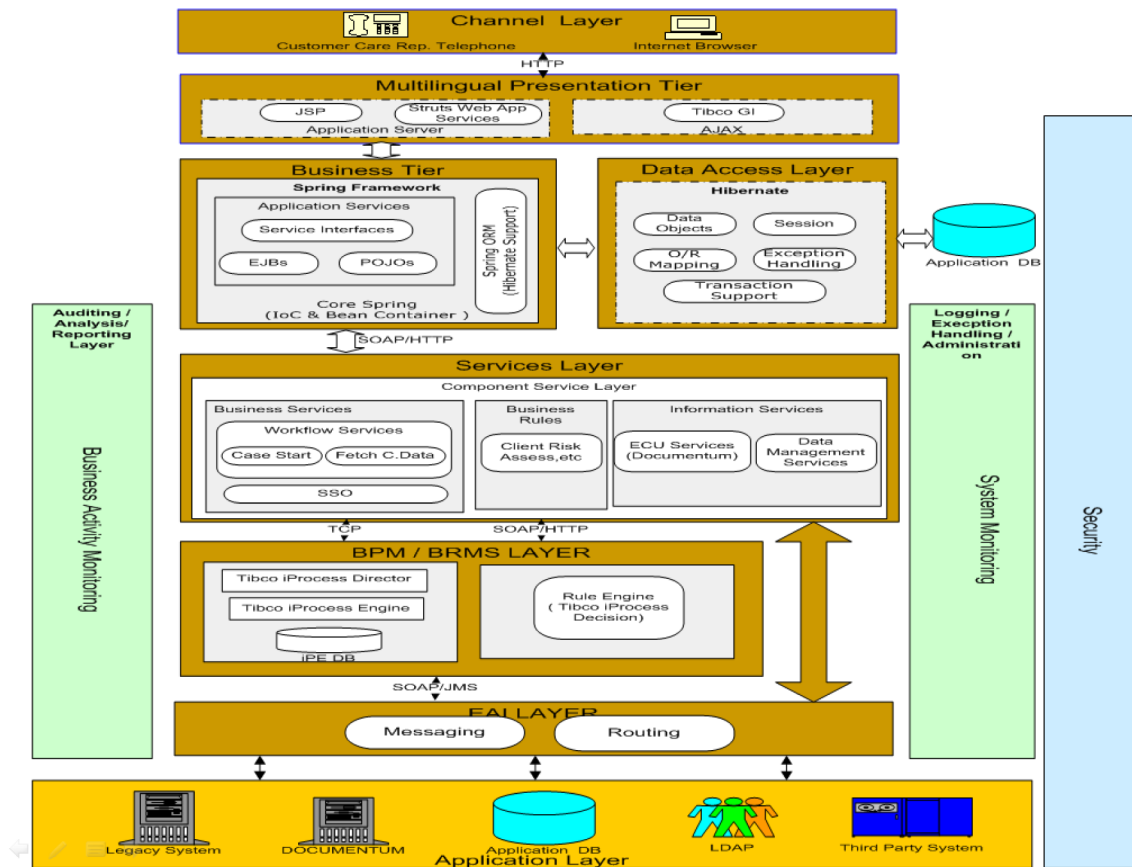 Channel Layer
Customer Care Rep. Telephone
Internet Browser
HTTP
Multilingual Presentation Tier
JSP
Struts Web App
Services
Application Server
Tibco GI
AJAX
Business Tier
Spring Framework
Application Services
Service Interfaces
EJBs
POJOs
Spring ORM
(Hibernate Support)
Core Spring
(IoC & Bean Container )
Data Access Layer
Hibernate
Data
Objects
Session
O/R
Mapping
Exception
Handling
Transaction
Support
Application DB
Auditing /
Analysis/
Reporting
Layer
Business Activity Monitoring
Logging /
Execption
Handling /
Administrati
on
System Monitoring
Security
SOAP/HTTP
Services Layer
Component Service Layer
Business Services
Workflow Services
Case Start
Fetch C.Data
SSO
Business
Rules
Client Risk
Assess,etc
Information Services
ECU Services
(Documentum)
Data
Management
Services
TCP
SOAP/HTTP
BPM / BRMS LAYER
Tibco iProcess Director
Tibco iProcess Engine
iPE DB
Rule Engine
( Tibco iProcess
Decision)
SOAP/JMS
EAI LAYER
Messaging
Routing
Legacy System
DOCUMENTUM
Application DB
LDAP
Third Party System
Application Layer